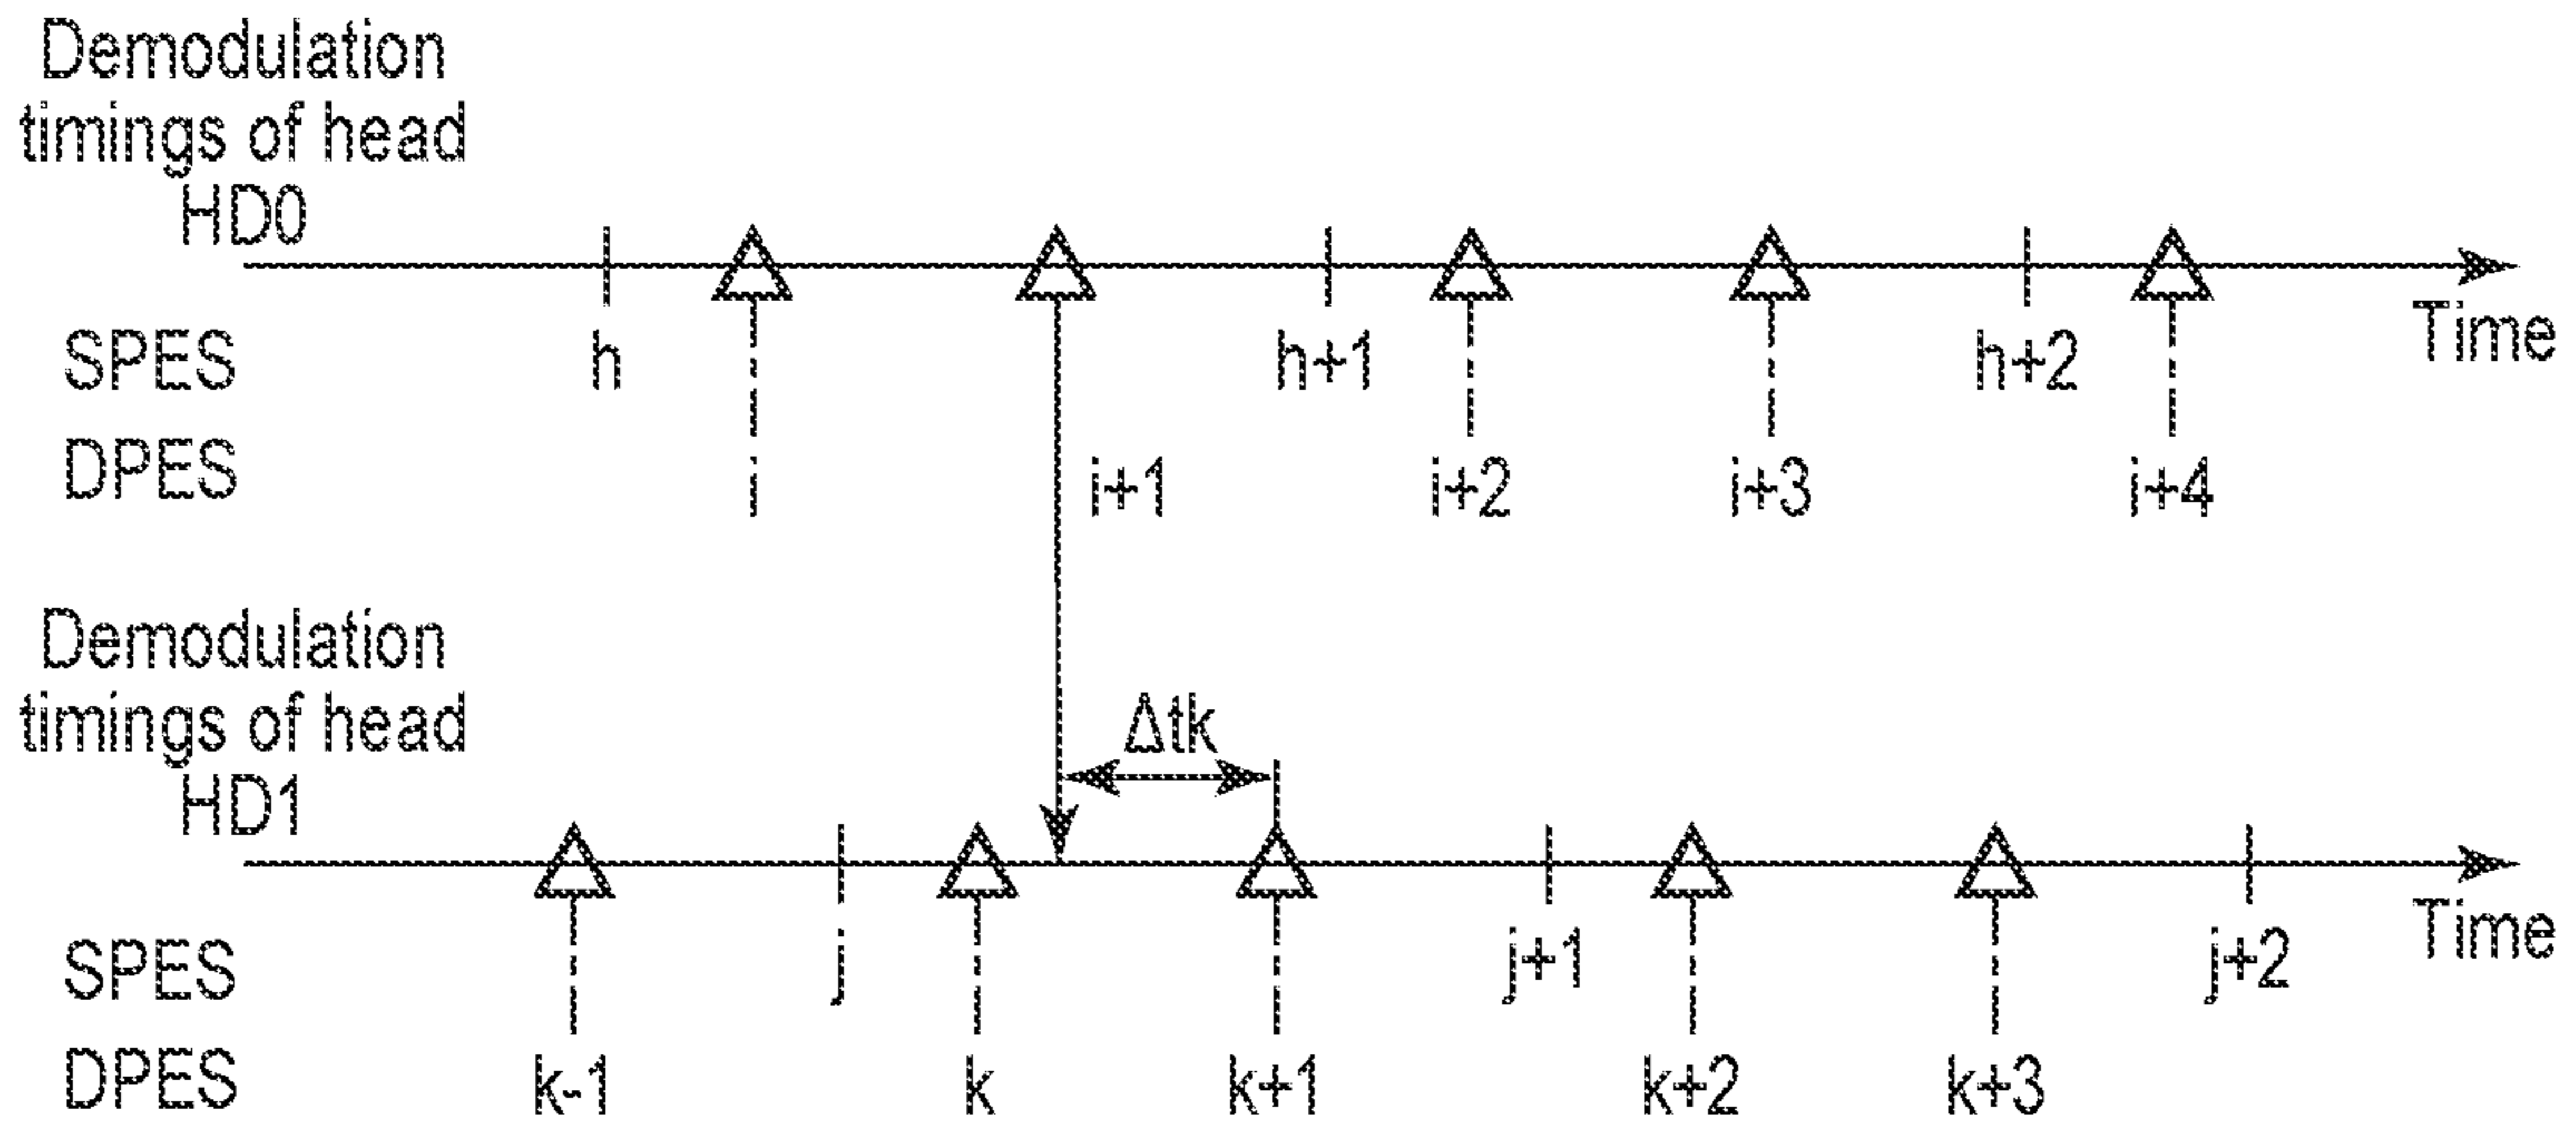 Demodulation
timings of head
HD0
Time
SPES h h+1 h+2
DPES i i+1 i+2 i+3 i+4
Demodulation
timings of head
Δtk
HD1
Time
SPES j j+1 j+2
DPES k-1 k k+1 k+2 k+3